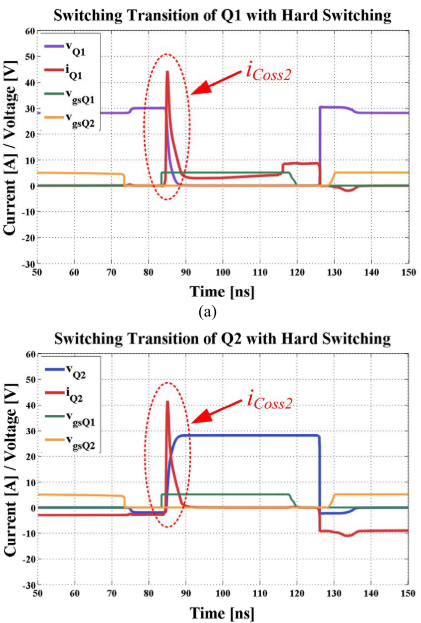 Switching Transition of Q1 with Hard Switching
Current [A] / Voltage [V]
60
50
40
30
20
10
0
-10
-20
-30
vQ1
iQ1
vgsQ1
vgsQ2
iCoss2
50 60 70 80 90 100 110 120 130 140 150
Time [ns]
(a)
Switching Transition of Q2 with Hard Switching
Current [A] / Voltage [V]
60
50
40
30
20
10
0
-10
-20
-30
vQ2
iQ2
vgsQ1
vgsQ2
iCoss2
50 60 70 80 90 100 110 120 130 140 150
Time [ns]